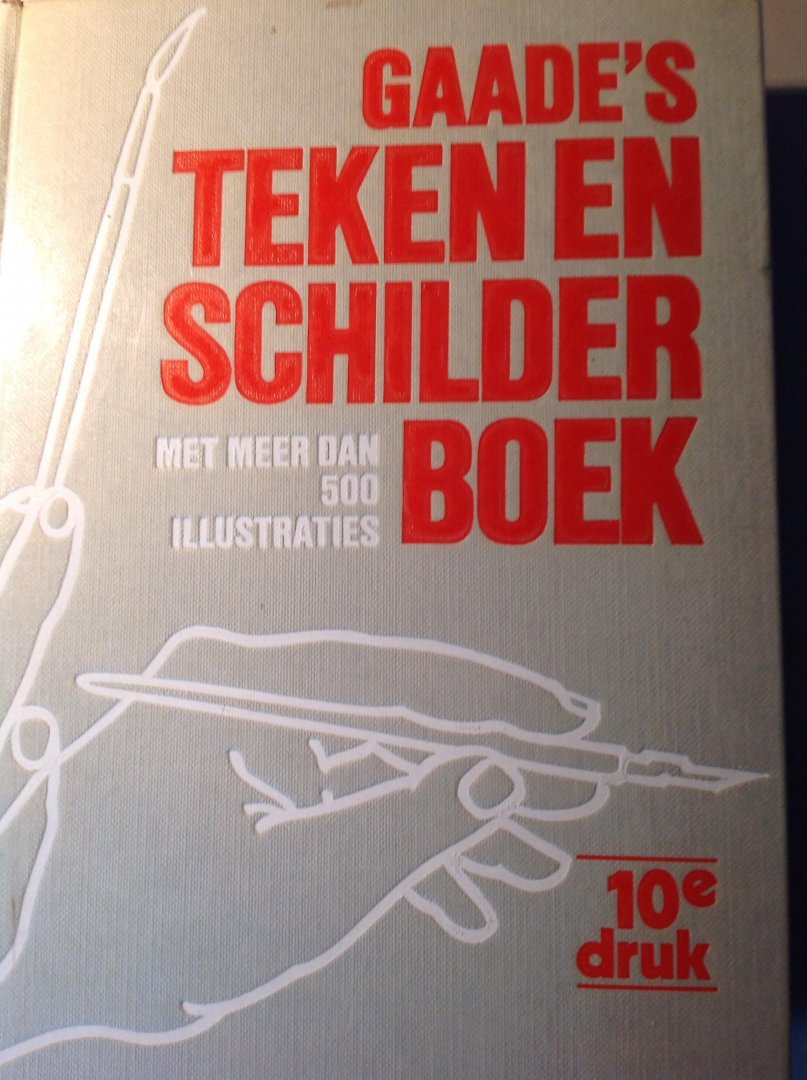 GAADE'S
TEKEN EN
SCHILDER
BOEK
MET MEER DAN
500
ILLUSTRATIES
10e
druk